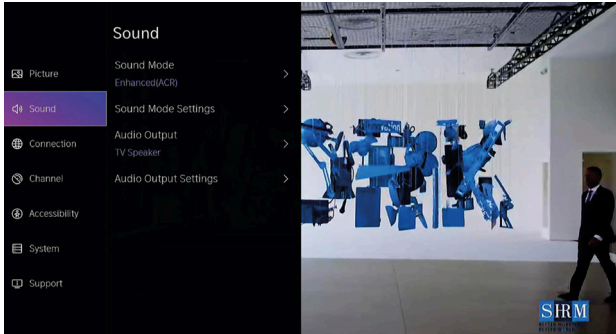 Sound
Picture
Sound
Connection
Channel
Accessibility
System
Support
Sound Mode
Enhanced(ACR)
Sound Mode Settings
Audio Output
TV Speaker
Audio Output Settings
SHRM